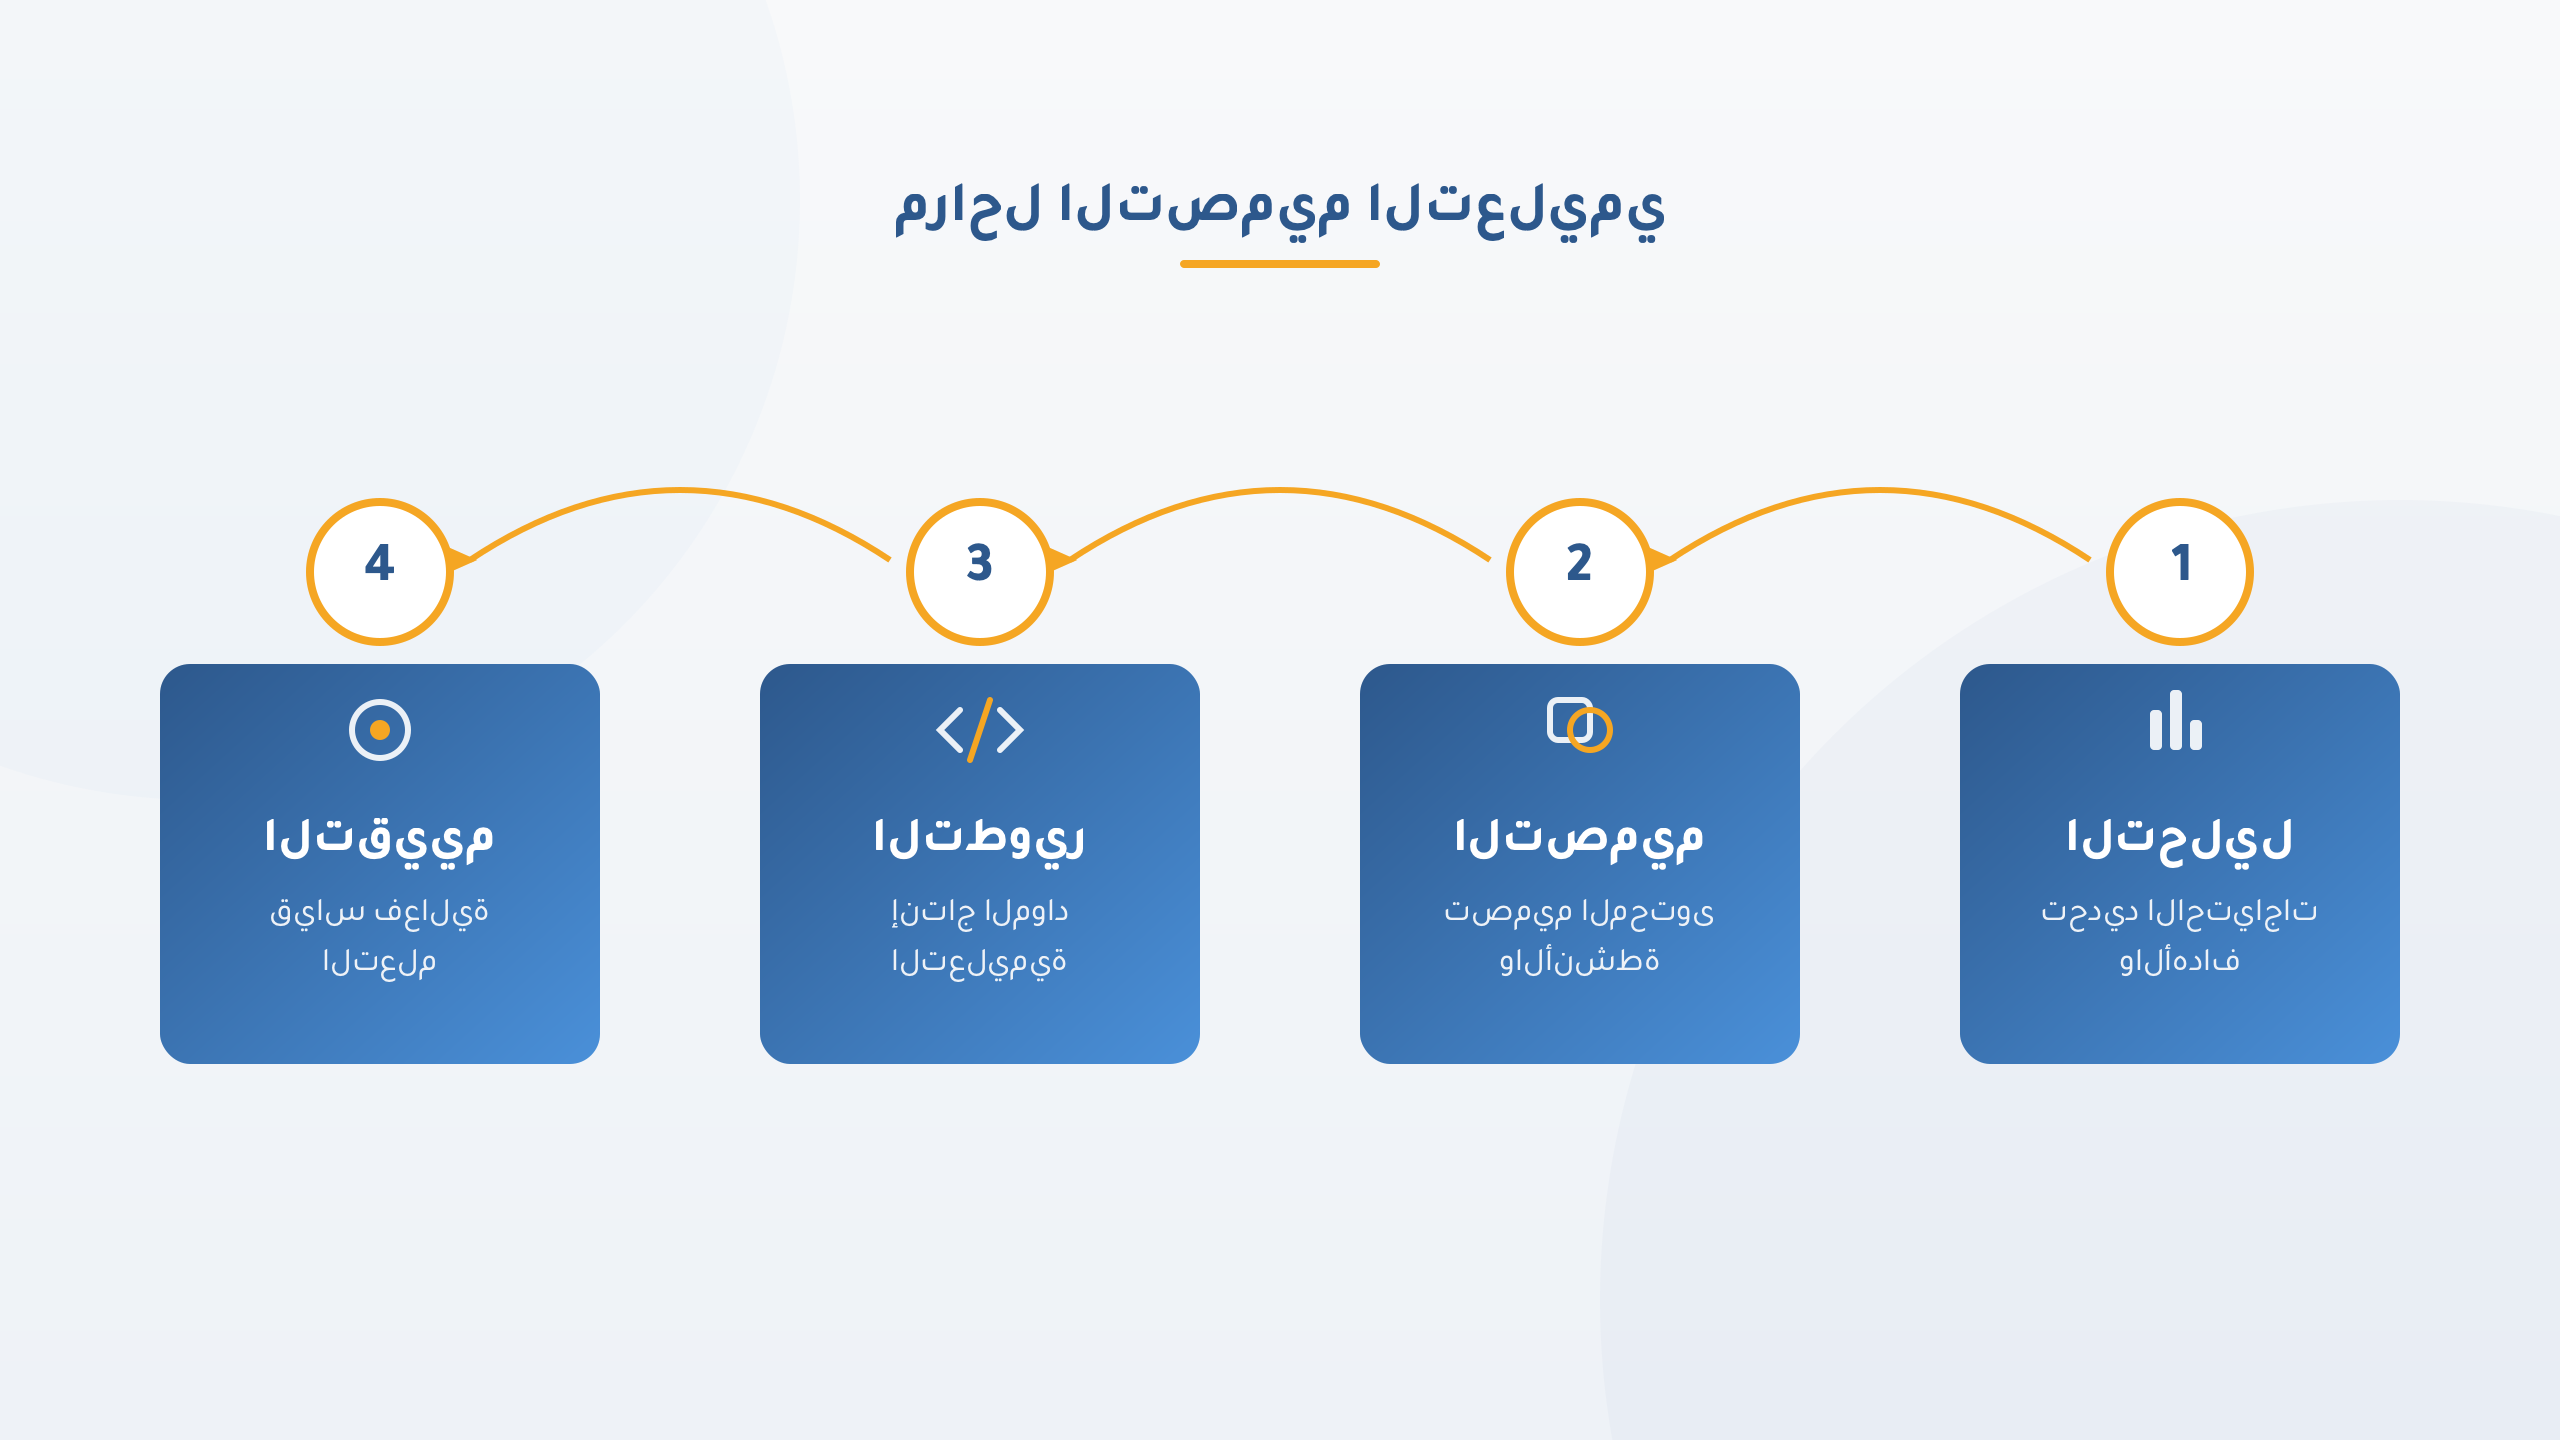 مراحل التصميم التعليمي
1
التحليل
تحديد الاحتياجات
والأهداف
2
التصميم
تصميم المحتوى
والأنشطة
3
التطوير
إنتاج المواد
التعليمية
4
التقييم
قياس فعالية
التعلم